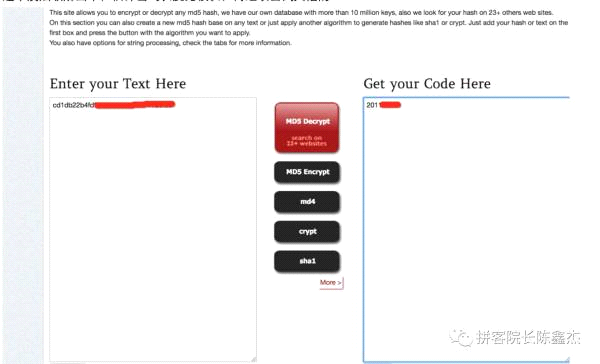 This site allows you to encrypt or decrypt any md5 hash, we have our own database with more than 10 million keys, also we look for your hash on 23+ others web sites.
On this section you can also create a new md5 hash base on any text or just apply another algorithm to generate hashes like sha1 or crypt. Just add your hash or text on the
first box and press the button with the algorithm you want to apply.
You also have options for string processing, check the tabs for more information.
Enter your Text Here
Get your Code Here
cd1db22b4fd
2011
MD5 Decrypt
search on
23+ websites
MD5 Encrypt
md4
crypt
sha1
More >
拼客院长陈鑫杰